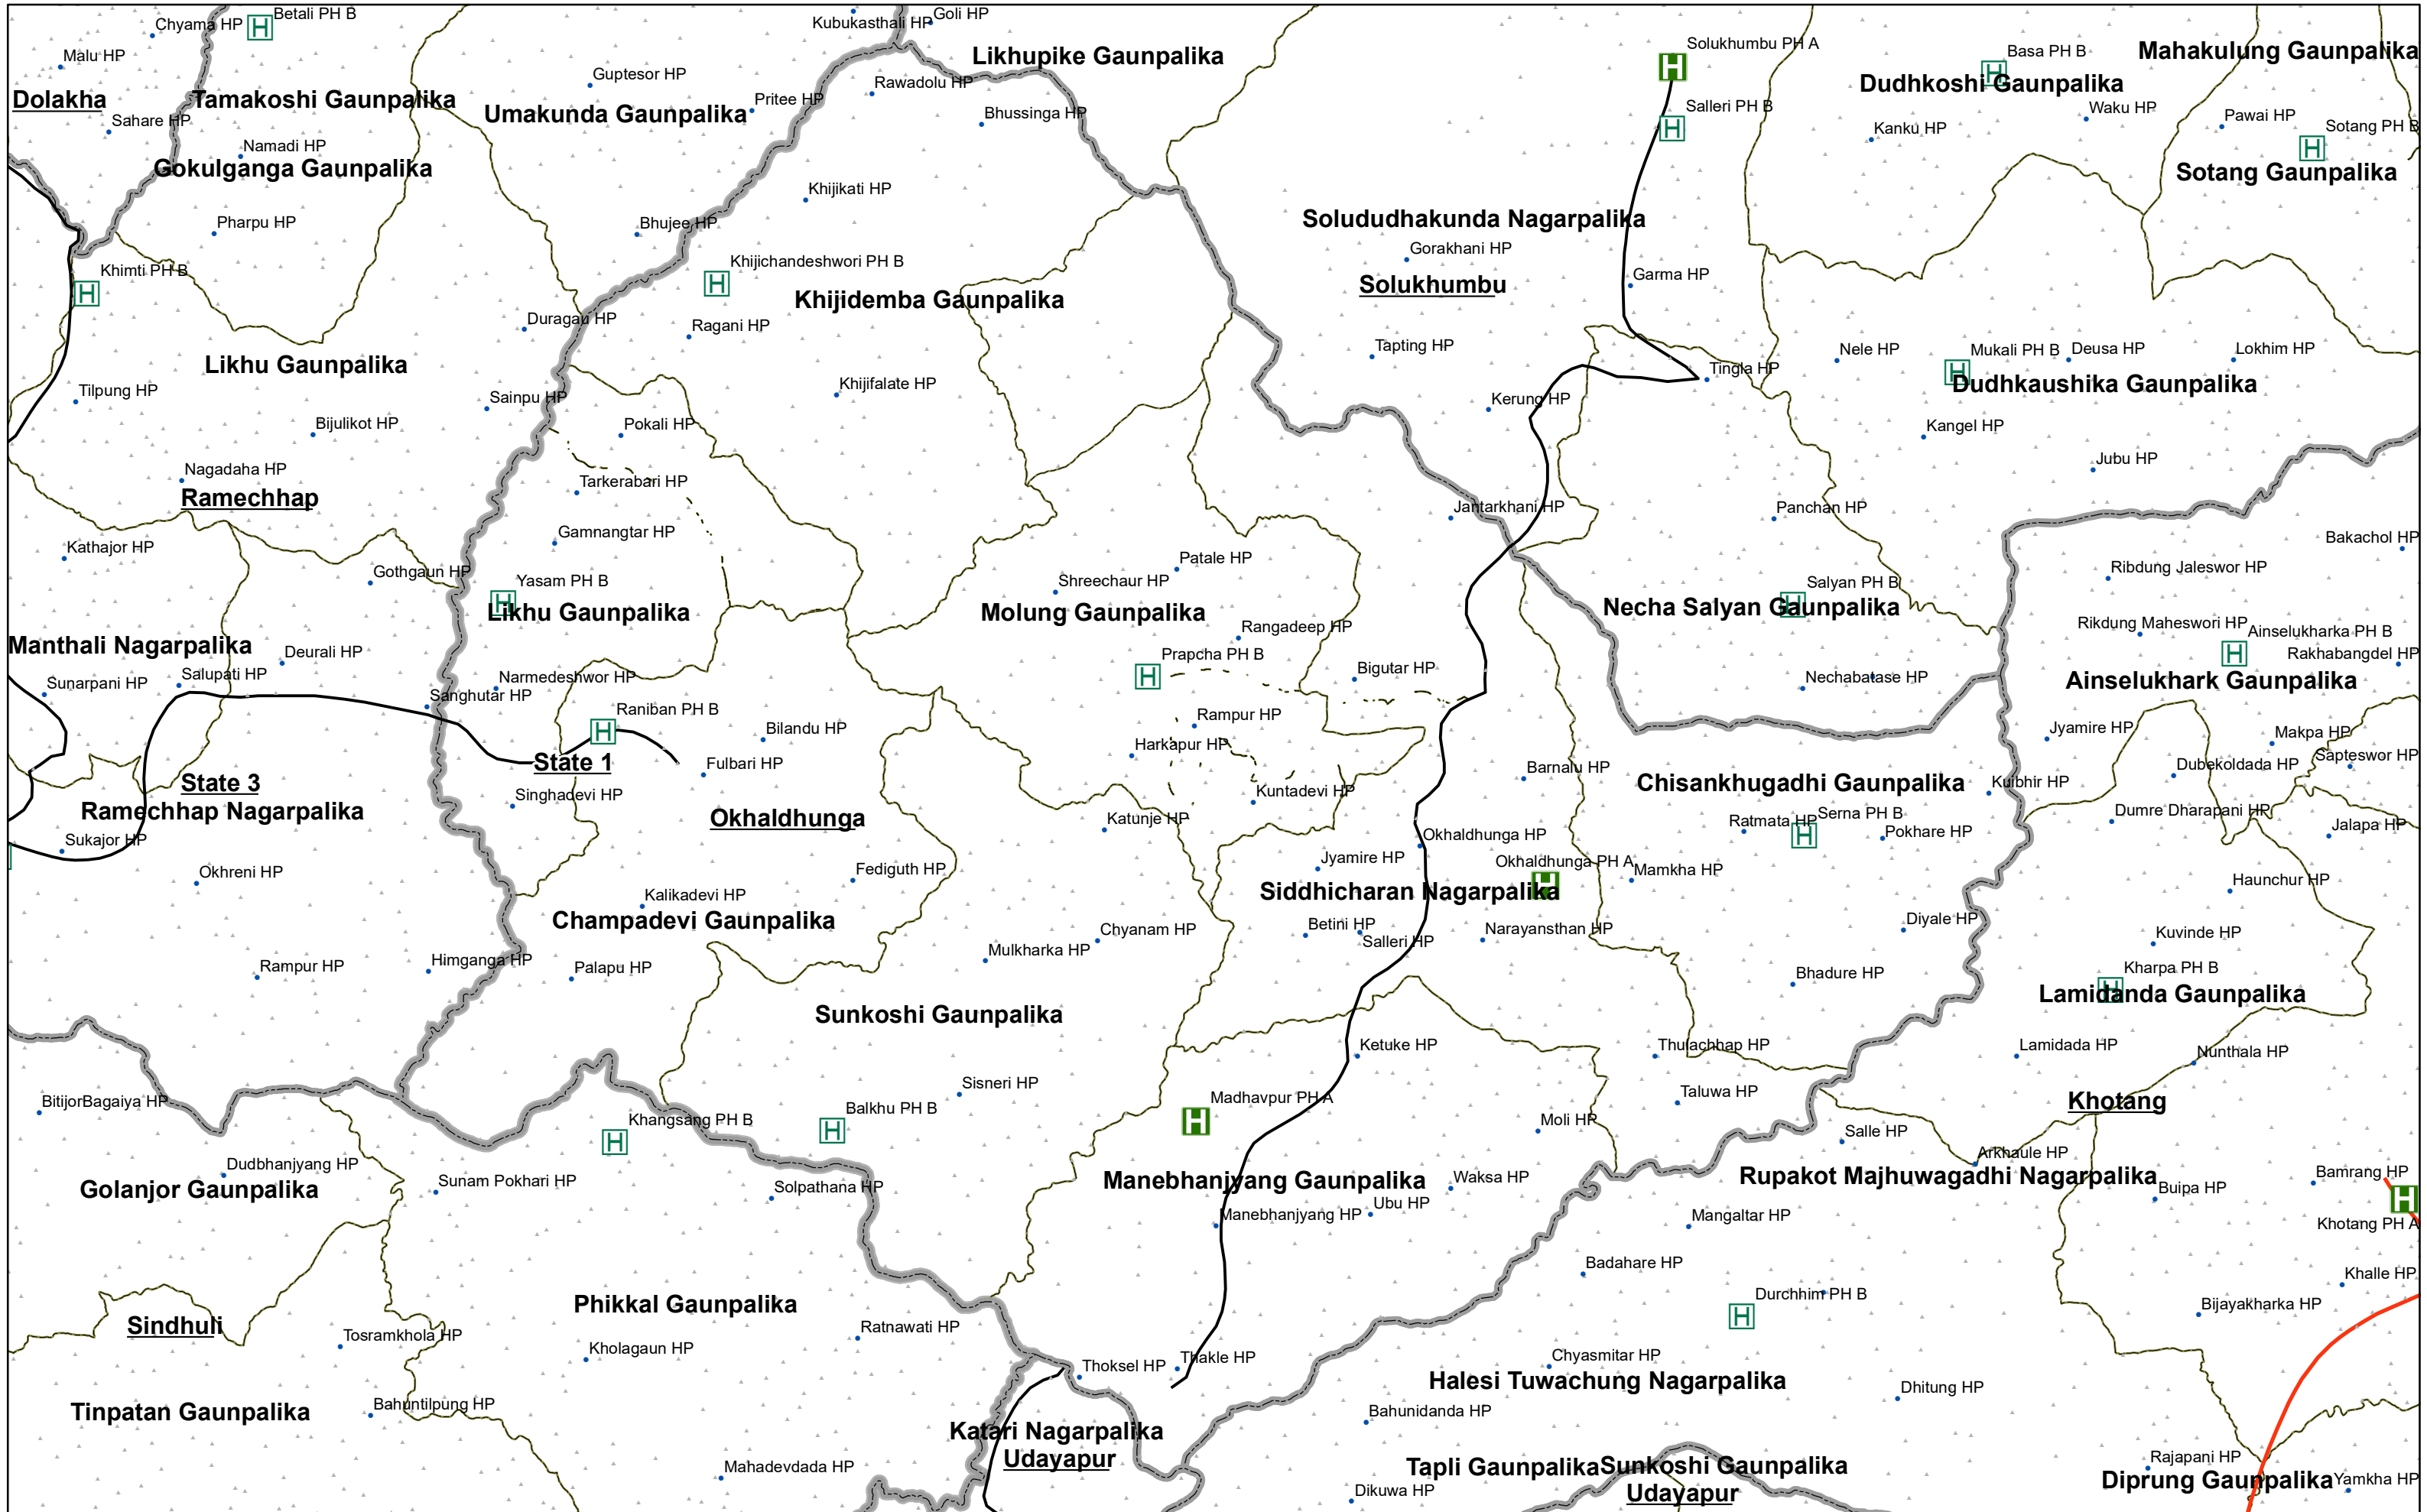 Chyama HP
Betali PH B
Kubukasthali HP
Goli HP
Malu HP
Guptesor HP
Likhupike Gaunpalika
Solukhumbu PH A
Basa PH B
Mahakulung Gaunpalika
Dolakha
Tamakoshi Gaunpalika
Umakunda Gaunpalika
Pritee HP
Rawadolu HP
Bhussinga HP
Salleri PH B
Dudhkoshi Gaunpalika
Waku HP
Pawai HP
Sahare HP
Kanku HP
Sotang PH B
Namadi HP
Gokulganga Gaunpalika
Sotang Gaunpalika
Khijikati HP
Pharpu HP
Bhujee HP
Solududhakunda Nagarpalika
Gorakhani HP
Khimti PH B
Khijichandeshwori PH B
Khijidemba Gaunpalika
Solukhumbu
Garma HP
Duragau HP
Ragani HP
Likhu Gaunpalika
Tapting HP
Tingla HP
Nele HP
Mukali PH B
Deusa HP
Lokhim HP
Dudhkaushika Gaunpalika
Tilpung HP
Sainpu HP
Khijifalate HP
Kerung HP
Bijulikot HP
Pokali HP
Kangel HP
Jubu HP
Nagadaha HP
Ramechhap
Tarkerabari HP
Jantarkhani HP
Panchan HP
Kathajor HP
Gamnangtar HP
Patale HP
Bakachol HP
Gothgaun HP
Yasam PH B
Shreechaur HP
Salyan PH B
Ribdung Jaleswor HP
Likhu Gaunpalika
Molung Gaunpalika
Necha Salyan Gaunpalika
Rangadeep HP
Rikdung Maheswori HP
Ainselukharka PH B
Manthali Nagarpalika
Deurali HP
Prapcha PH B
Bigutar HP
Rakhabangdel HP
Sunarpani HP
Salupati HP
Sanghutar HP
Narmedeshwor HP
Nechabatase HP
Ainselukhark Gaunpalika
Raniban PH B
Bilandu HP
Rampur HP
Harkapur HP
Jyamire HP
Makpa HP
State 1
Fulbari HP
Barnalu HP
Sapteswor HP
State 3
Ramechhap Nagarpalika
Singhadevi HP
Okhaldhunga
Kuntadevi HP
Chisankhugadhi Gaunpalika
Kulbhir HP
Dubekoldada HP
Katunje HP
Ratmata HP
Serna PH B
Pokhare HP
Dumre Dharapani HP
Jalapa HP
Sukajor HP
Okhaldhunga HP
Okhreni HP
Fediguth HP
Jyamire HP
Okhaldhunga PH A
Mamkha HP
Siddhicharan Nagarpalika
Haunchur HP
Kalikadevi HP
Champadevi Gaunpalika
Chyanam HP
Betini HP
Salleri HP
Narayansthan HP
Diyale HP
Kuvinde HP
Rampur HP
Himganga HP
Palapu HP
Mulkharka HP
Bhadure HP
Kharpa PH B
Lamidanda Gaunpalika
Sunkoshi Gaunpalika
Ketuke HP
Thulachhap HP
Lamidada HP
Nunthala HP
BitijorBagaiya HP
Sisneri HP
Madhavpur PH A
Taluwa HP
Khotang
Khangsang PH B
Balkhu PH B
Moli HP
Salle HP
Arkhaule HP
Dudbhanjyang HP
Golanjor Gaunpalika
Sunam Pokhari HP
Solpathana HP
Manebhanjyang Gaunpalika
Waksa HP
Rupakot Majhuwagadhi Nagarpalika
Bamrang HP
Buipa HP
Manebhanjyang HP
Ubu HP
Mangaltar HP
Khotang PH A
Badahare HP
Khalle HP
Sindhuli
Phikkal Gaunpalika
Durchhim PH B
Bijayakharka HP
Tosramkhola HP
Kholagaun HP
Ratnawati HP
Thoksel HP
Thakle HP
Chyasmitar HP
Halesi Tuwachung Nagarpalika
Dhitung HP
Tinpatan Gaunpalika
Bahuntilpung HP
Katari Nagarpalika
Udayapur
Bahunidanda HP
Mahadevdada HP
Tapli Gaunpalika
Sunkoshi Gaunpalika
Udayapur
Dikuwa HP
Rajapani HP
Diprung Gaunpalika
Yamkha HP